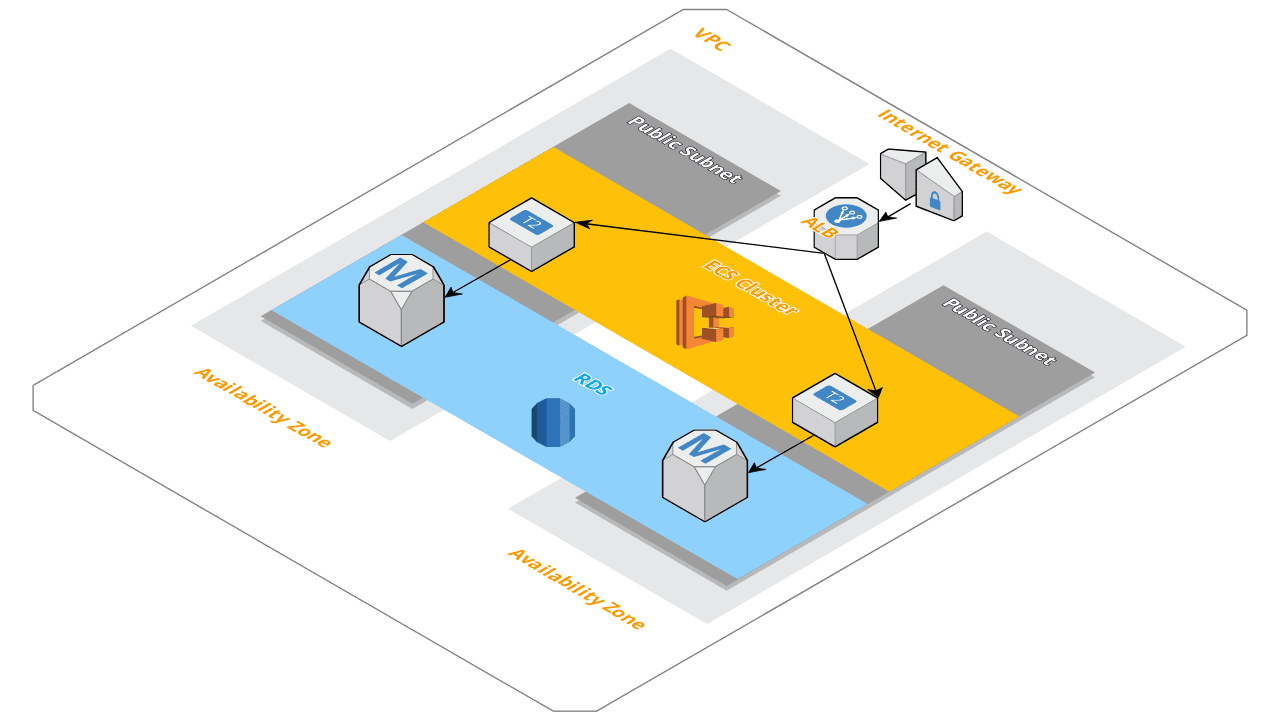 VPC
Internet Gateway
Public Subnet
ALB
T2
M
ECS cluster
Public Subnet
RDS
T2
M
Availability Zone
Availability Zone